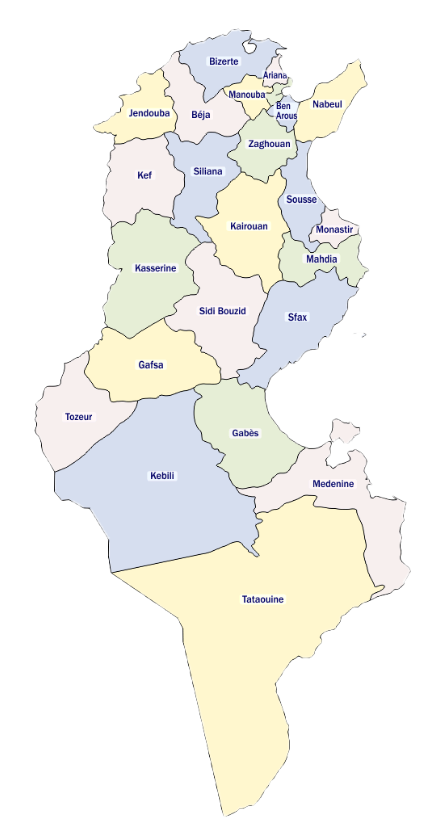 Bizerte
Ariana
Manouba
Nabeul
Ben
Arous
Jendouba
Béja
Zaghouan
Siliana
Kef
Sousse
Kairouan
Monastir
Mahdia
Kasserine
Sidi Bouzid
Sfax
Gafsa
Tozeur
Gabès
Kebili
Medenine
Tataouine